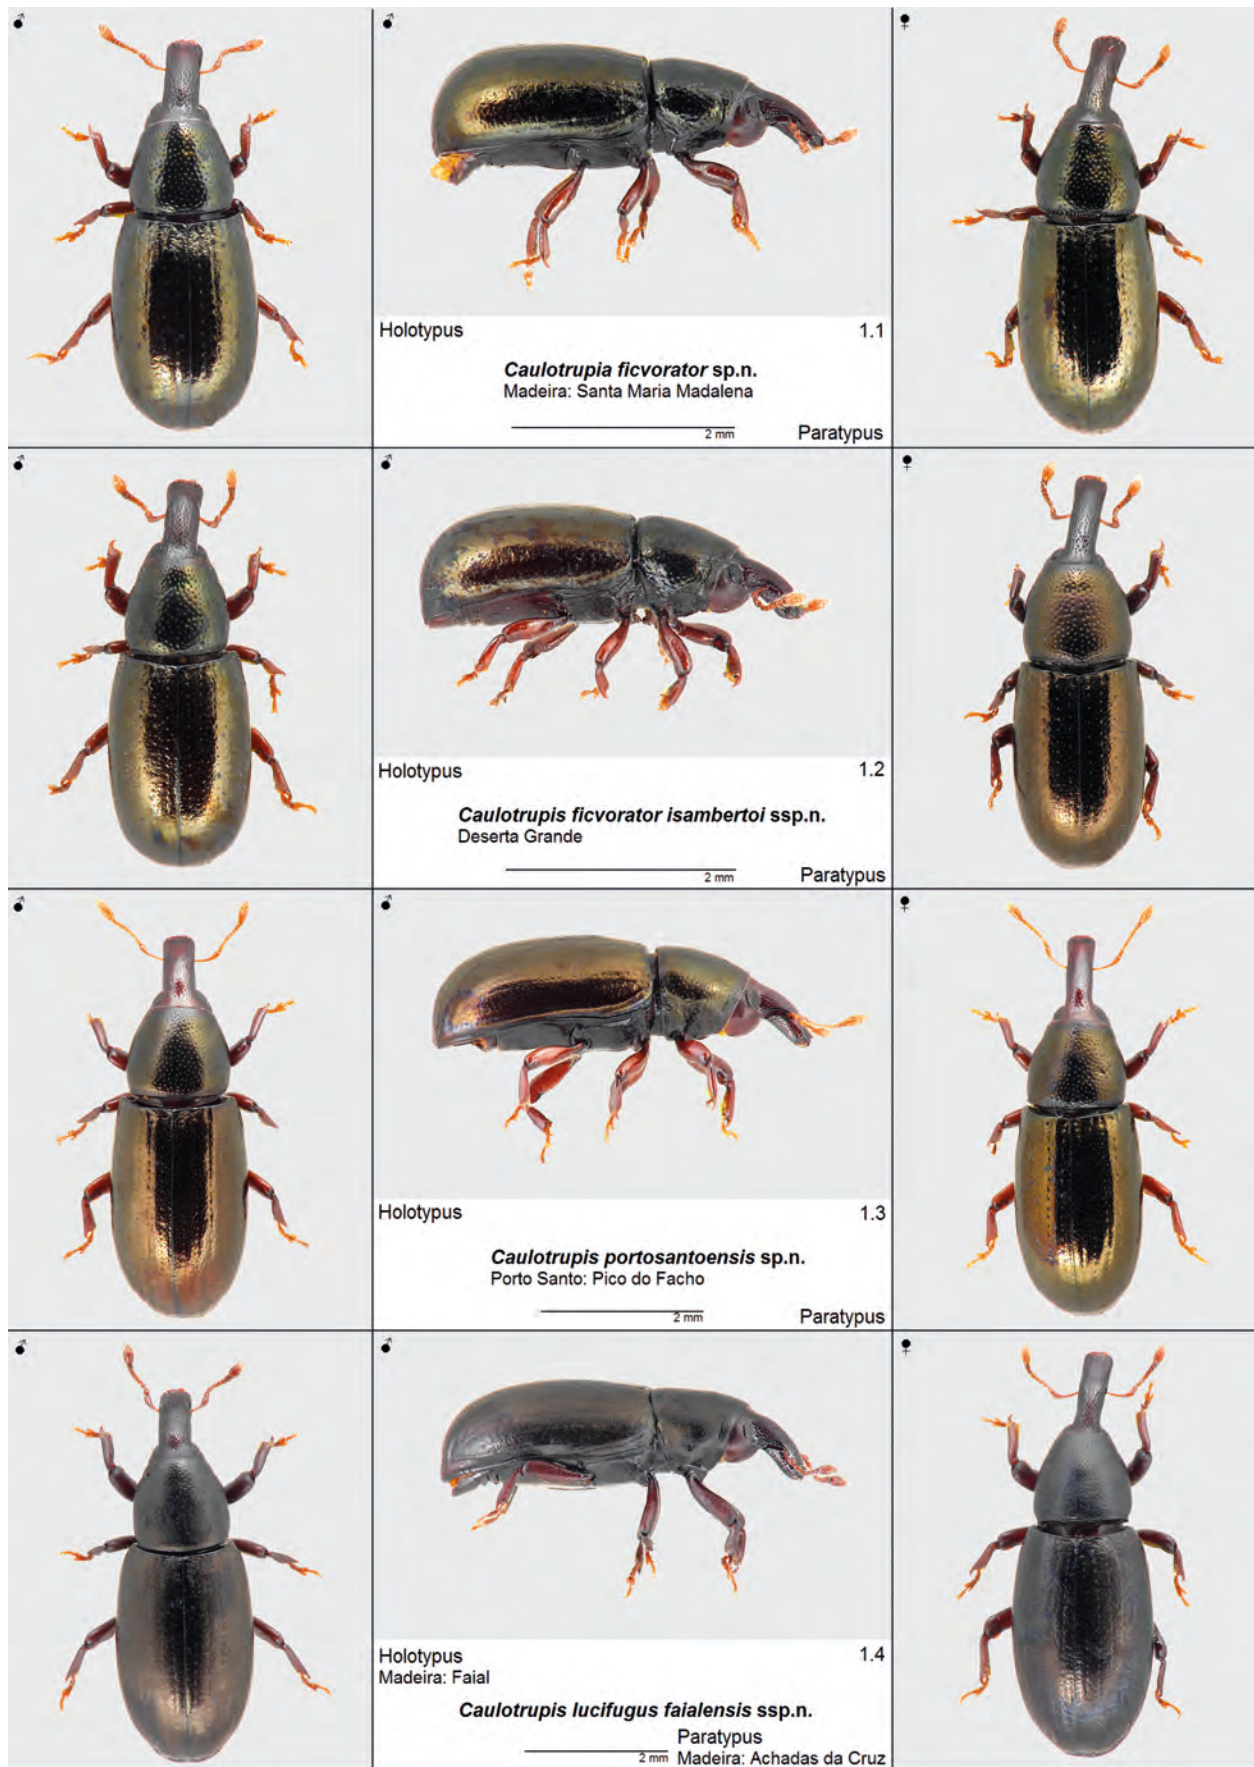 ♂
♂
♀
Holotypus 1.1
Caulotrupia ficvorator sp.n.
Madeira: Santa Maria Madalena
2 mm
Paratypus
♂
♂
♀
Holotypus 1.2
Caulotrupis ficvorator isambertoi ssp.n.
Deserta Grande
2 mm
Paratypus
♂
♂
♀
Holotypus 1.3
Caulotrupis portosantoensis sp.n.
Porto Santo: Pico do Facho
2 mm
Paratypus
♂
♂
♀
Holotypus 1.4
Madeira: Faial
Caulotrupis lucifugus faialensis ssp.n.
Paratypus
2 mm Madeira: Achadas da Cruz